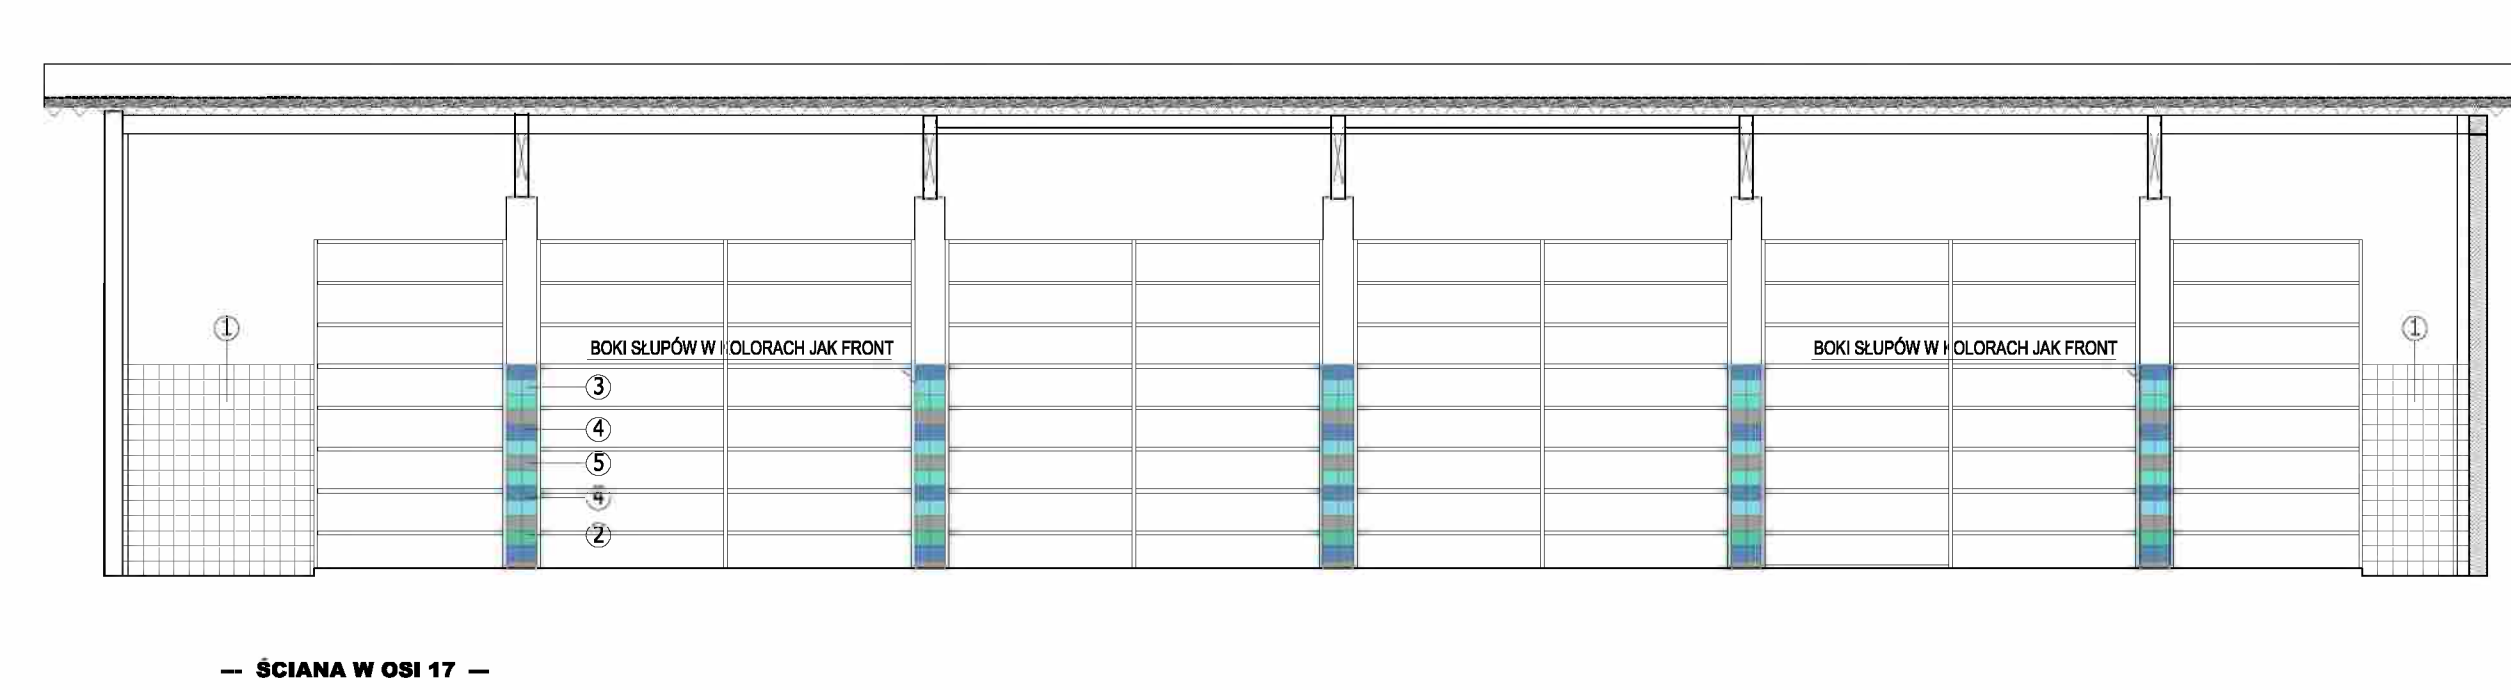 1
1
BOKI SŁUPÓW W KOLORACH JAK FRONT
BOKI SŁUPÓW W KOLORACH JAK FRONT
3
4
5
4
2
--- ŚCIANA W OSI 17 —